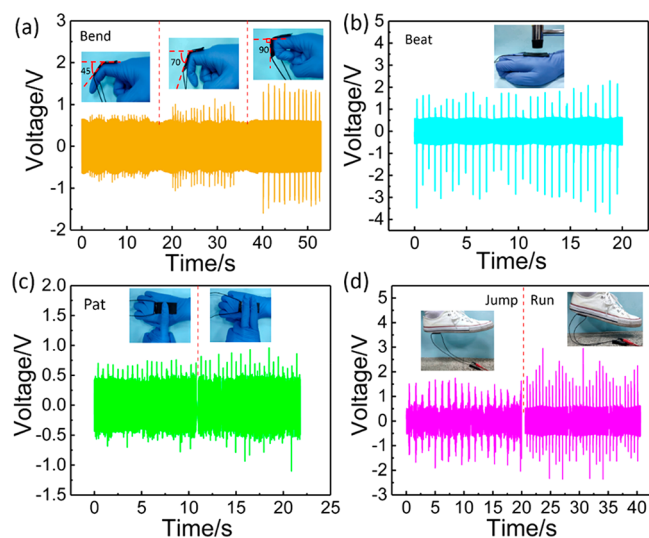 (a)
Bend
45
70
90
Voltage/V
3
2
1
0
1
2
0 10 20 30 40 50
Time/s
(b)
Beat
Voltage/V
5
4
3
2
1
0
-1
-2
-3
-4
0 5 10 15 20
Time/s
(c)
Pat
Voltage/V
2.0
1.5
1.0
0.5
0.0
-0.5
-1.0
-1.5
0 5 10 15 20 25
Time/s
(d)
Jump Run
Voltage/V
5
4
3
2
1
0
-1
-2
-3
0 5 10 15 20 25 30 35 40
Time/s